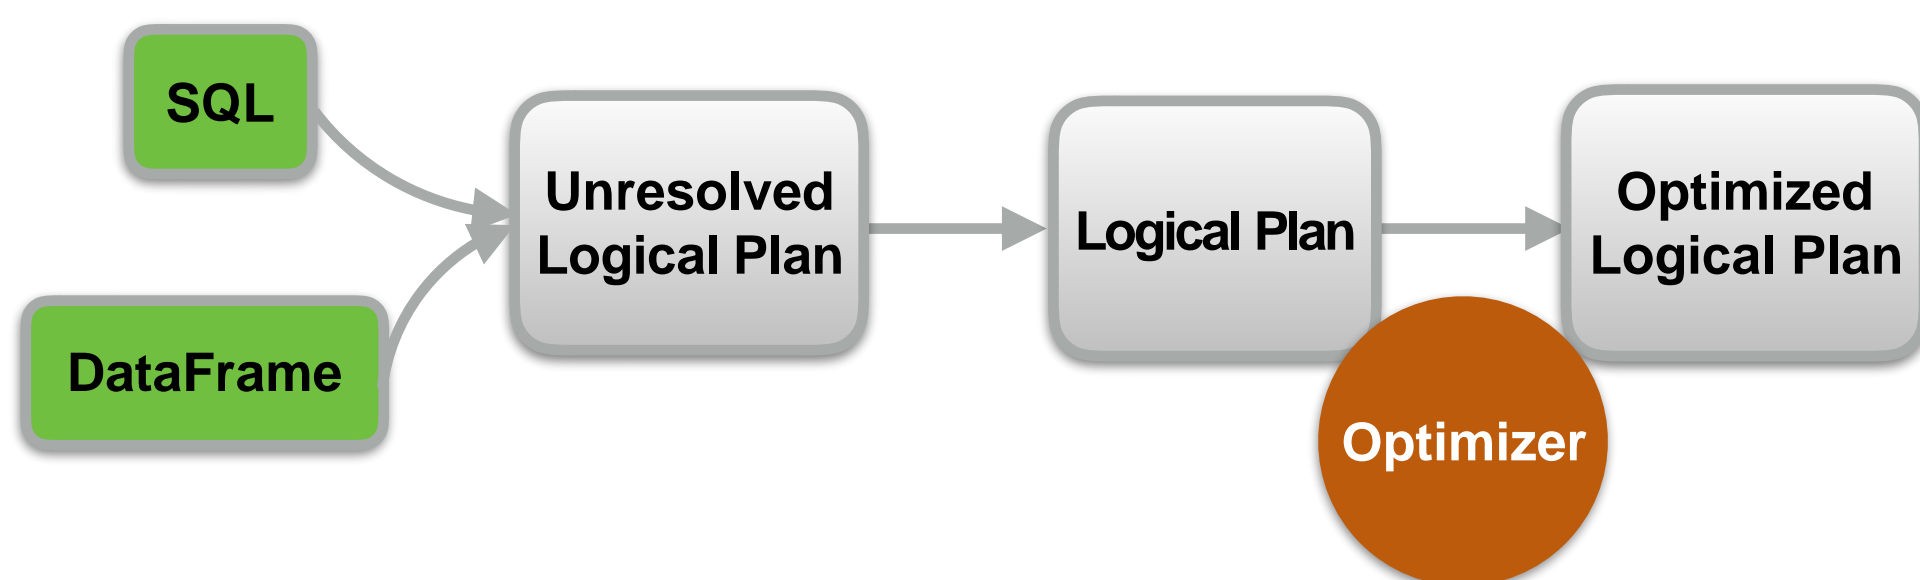 SQL
DataFrame
Unresolved
Logical Plan
Logical Plan
Optimized
Logical Plan
Optimizer